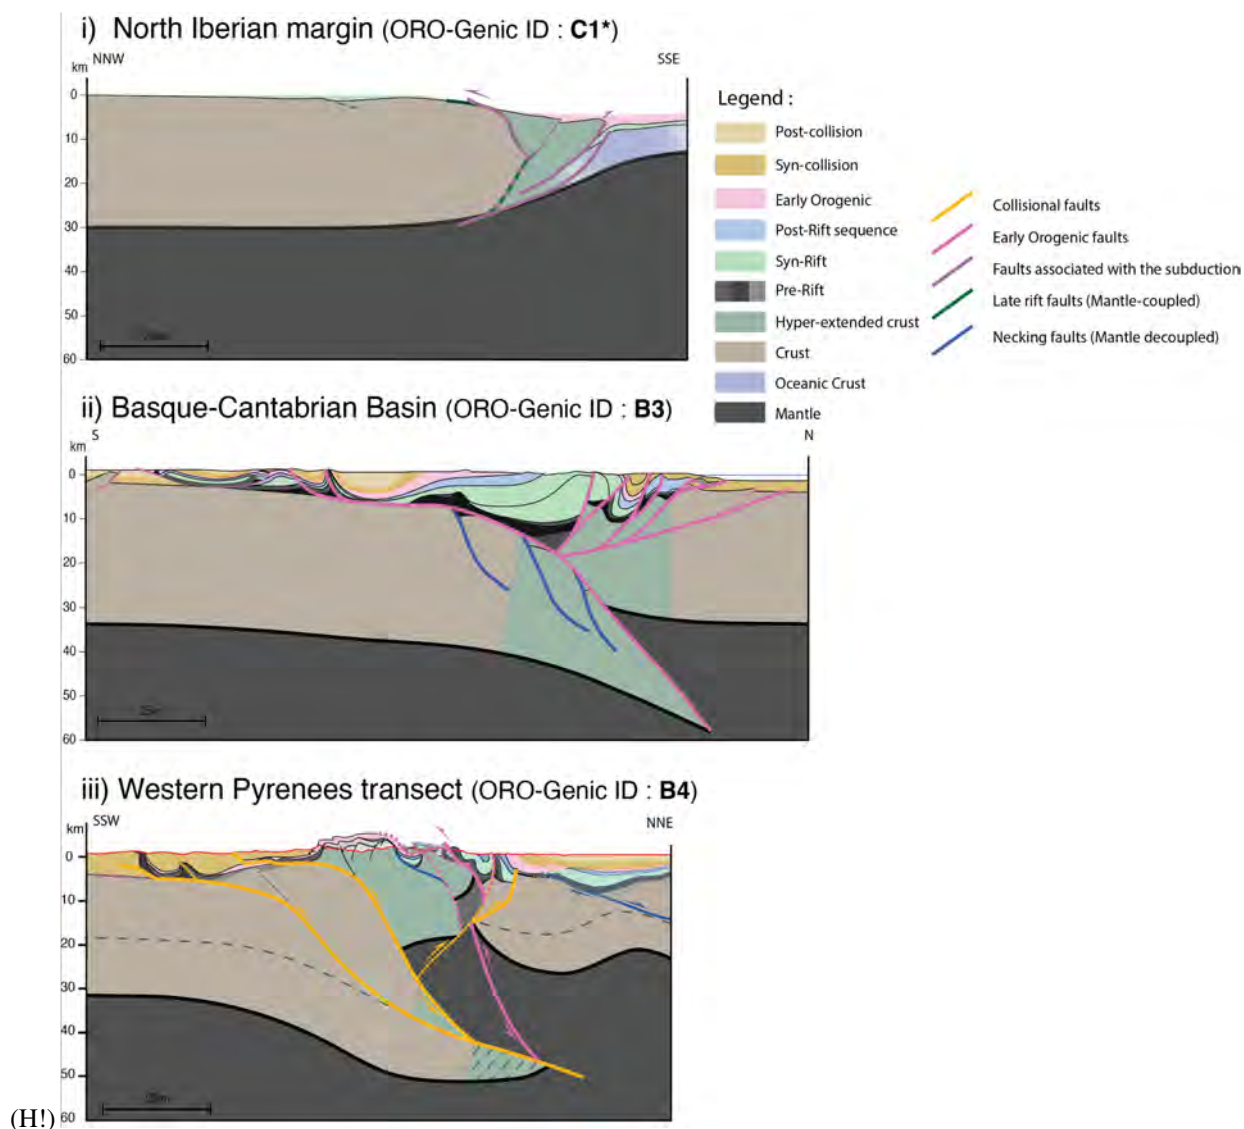 i) North Iberian margin (ORO-Genic ID : C1*)
NNW
SSE
km
0
10
20
30
40
50
60
Legend :
Post-collision
Syn-collision
Early Orogenic
Post-Rift sequence
Syn-Rift
Pre-Rift
Hyper-extended crust
Crust
Oceanic Crust
Mantle
Collisional faults
Early Orogenic faults
Faults associated with the subduction
Late rift faults (Mantle-coupled)
Necking faults (Mantle decoupled)
ii) Basque-Cantabrian Basin (ORO-Genic ID : B3)
S
N
km
0
10
20
30
40
50
60
iii) Western Pyrenees transect (ORO-Genic ID : B4)
SSW
NNE
km
0
10
20
30
40
50
60
(H!)